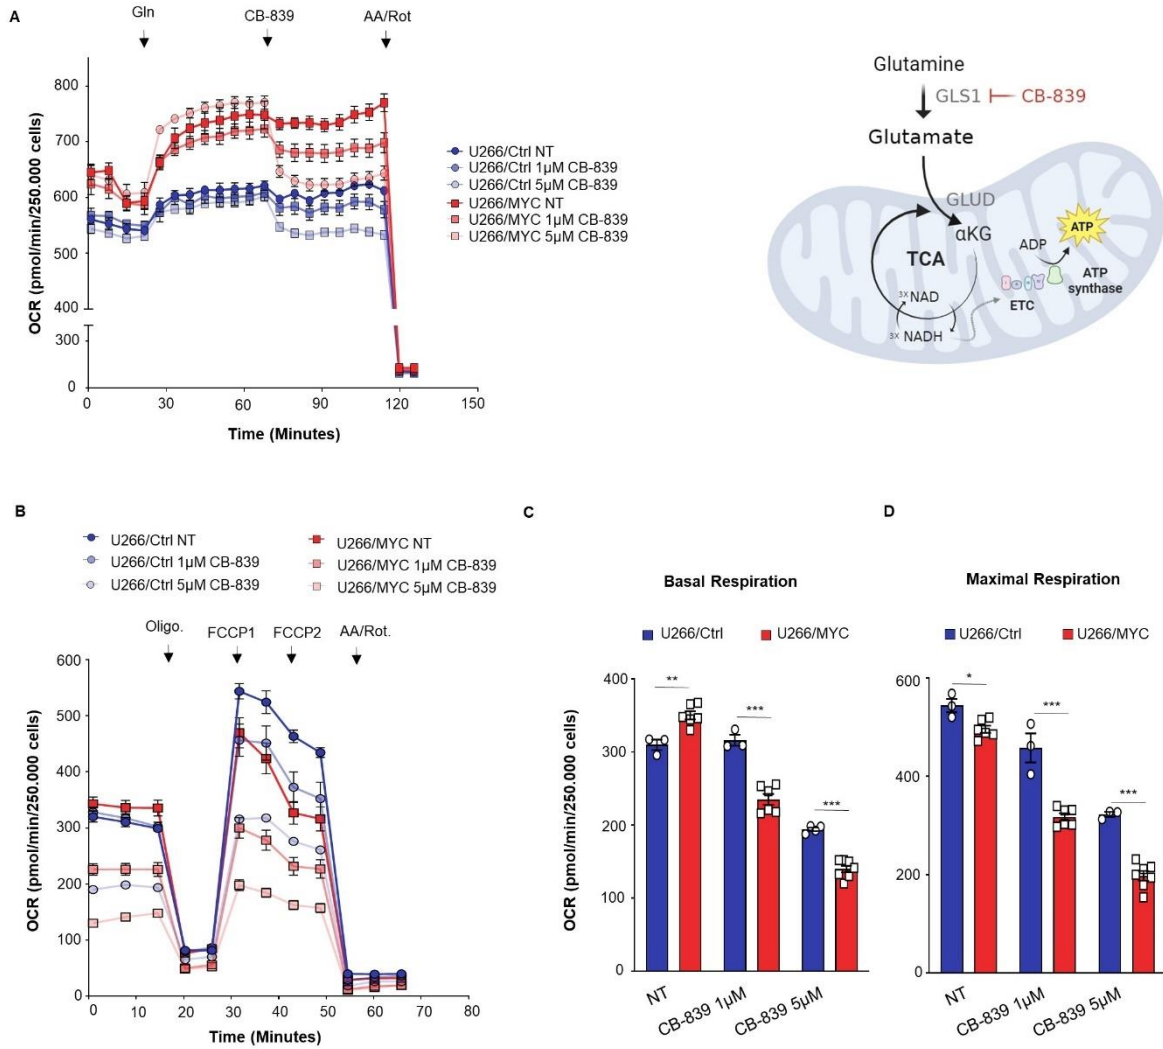 A
Gln
CB-839
AA/Rot
OCR (pmol/min/250.000 cells)
800
700
600
500
400
300
0
0
30
60
90
120
150
Time (Minutes)
U266/Ctrl NT
U266/Ctrl 1µM CB-839
U266/Ctrl 5µM CB-839
U266/MYC NT
U266/MYC 1µM CB-839
U266/MYC 5µM CB-839
Glutamine
GLS1
CB-839
Glutamate
GLUD
αKG
TCA
3X NAD
3X NADH
ADP
ATP
ATP
synthase
ETC
B
U266/Ctrl NT
U266/Ctrl 1µM CB-839
U266/Ctrl 5µM CB-839
U266/MYC NT
U266/MYC 1µM CB-839
U266/MYC 5µM CB-839
Oligo.
FCCP1
FCCP2
AA/Rot.
OCR (pmol/min/250.000 cells)
600
500
400
300
200
100
0
0
10
20
30
40
50
60
70
80
Time (Minutes)
C
Basal Respiration
U266/Ctrl
U266/MYC
OCR (pmol/min/250.000 cells)
400
300
200
100
0
**
***
***
NT
CB-839 1µM
CB-839 5µM
D
Maximal Respiration
U266/Ctrl
U266/MYC
OCR (pmol/min/250.000 cells)
600
400
200
0
*
***
***
NT
CB-839 1µM
CB-839 5µM